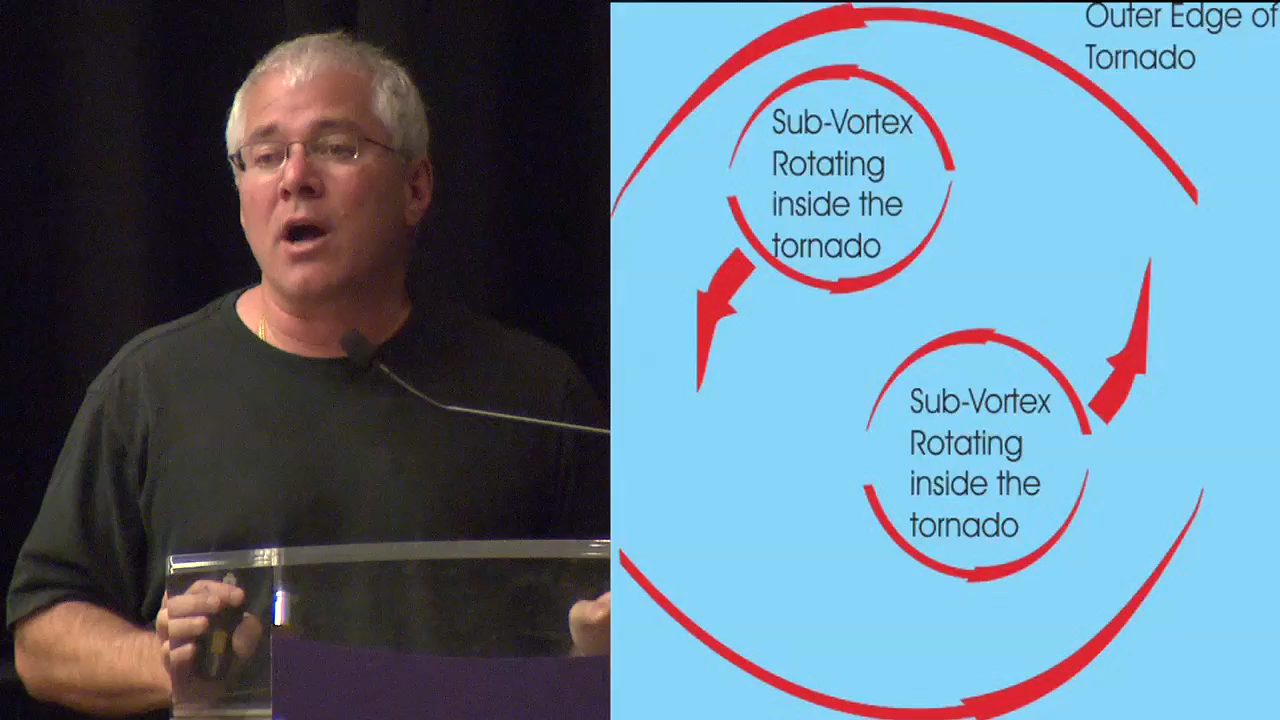 Outer Edge of
Tornado
Sub-Vortex
Rotating
inside the
tornado
Sub-Vortex
Rotating
inside the
tornado